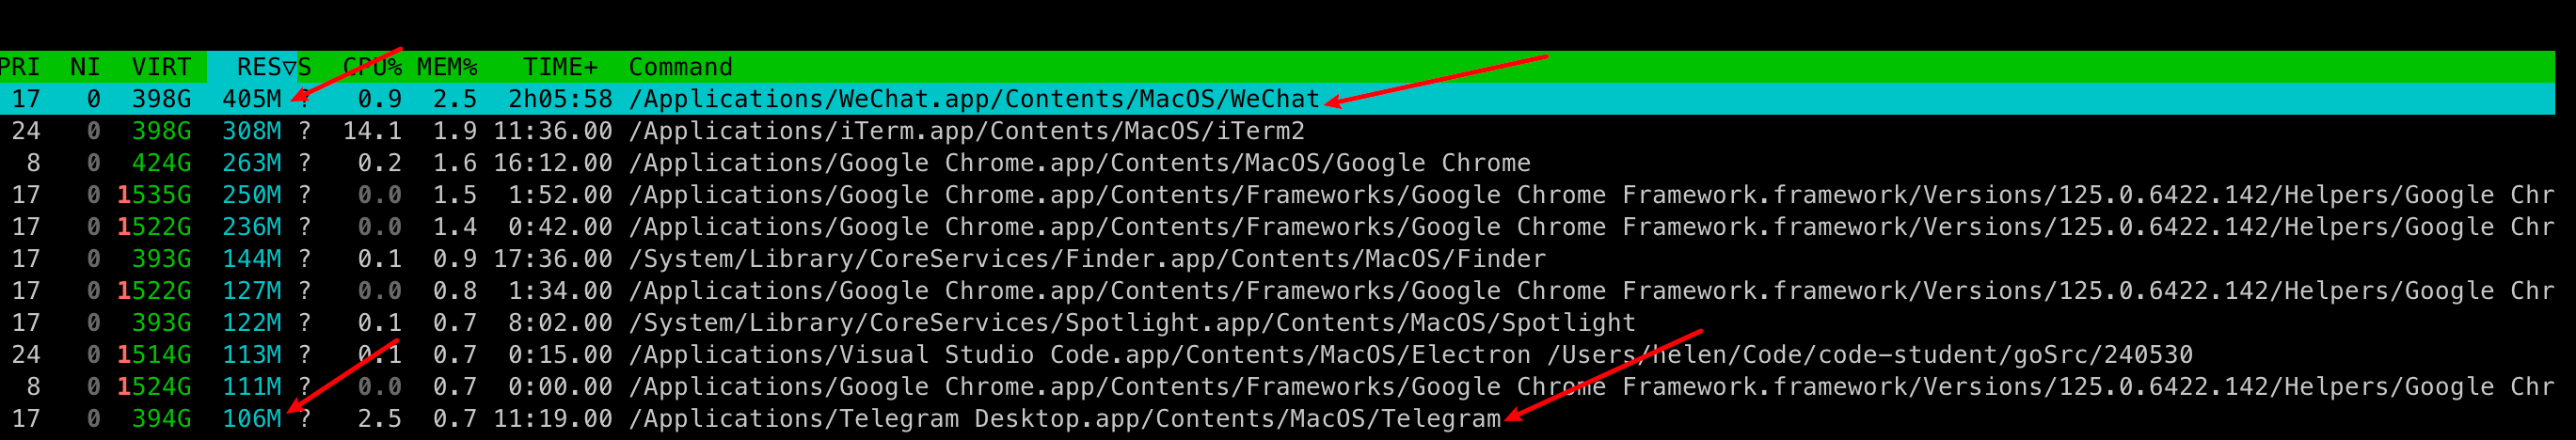 PRI NI VIRT RES▽S CPU% MEM% TIME+ Command
17 0 398G 405M ? 0.9 2.5 2h05:58 /Applications/WeChat.app/Contents/MacOS/WeChat
24 0 398G 308M ? 14.1 1.9 11:36.00 /Applications/iTerm.app/Contents/MacOS/iTerm2
8 0 424G 263M ? 0.2 1.6 16:12.00 /Applications/Google Chrome.app/Contents/MacOS/Google Chrome
17 0 1535G 250M ? 0.0 1.5 1:52.00 /Applications/Google Chrome.app/Contents/Frameworks/Google Chrome Framework.framework/Versions/125.0.6422.142/Helpers/Google Chr
17 0 1522G 236M ? 0.0 1.4 0:42.00 /Applications/Google Chrome.app/Contents/Frameworks/Google Chrome Framework.framework/Versions/125.0.6422.142/Helpers/Google Chr
17 0 393G 144M ? 0.1 0.9 17:36.00 /System/Library/CoreServices/Finder.app/Contents/MacOS/Finder
17 0 1522G 127M ? 0.0 0.8 1:34.00 /Applications/Google Chrome.app/Contents/Frameworks/Google Chrome Framework.framework/Versions/125.0.6422.142/Helpers/Google Chr
17 0 393G 122M ? 0.1 0.7 8:02.00 /System/Library/CoreServices/Spotlight.app/Contents/MacOS/Spotlight
24 0 1514G 113M ? 0.1 0.7 0:15.00 /Applications/Visual Studio Code.app/Contents/MacOS/Electron /Users/helen/Code/code-student/goSrc/240530
8 0 1524G 111M ? 0.0 0.7 0:00.00 /Applications/Google Chrome.app/Contents/Frameworks/Google Chrome Framework.framework/Versions/125.0.6422.142/Helpers/Google Chr
17 0 394G 106M ? 2.5 0.7 11:19.00 /Applications/Telegram Desktop.app/Contents/MacOS/Telegram